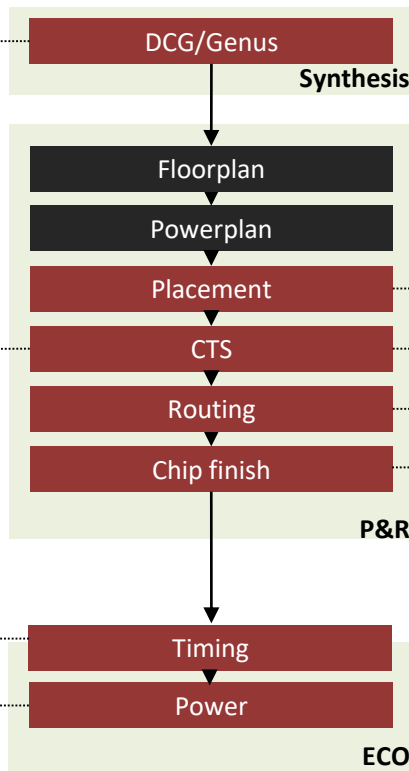 DCG/Genus
Synthesis
Floorplan
Powerplan
Placement
CTS
Routing
Chip finish
P&R
Timing
Power
ECO